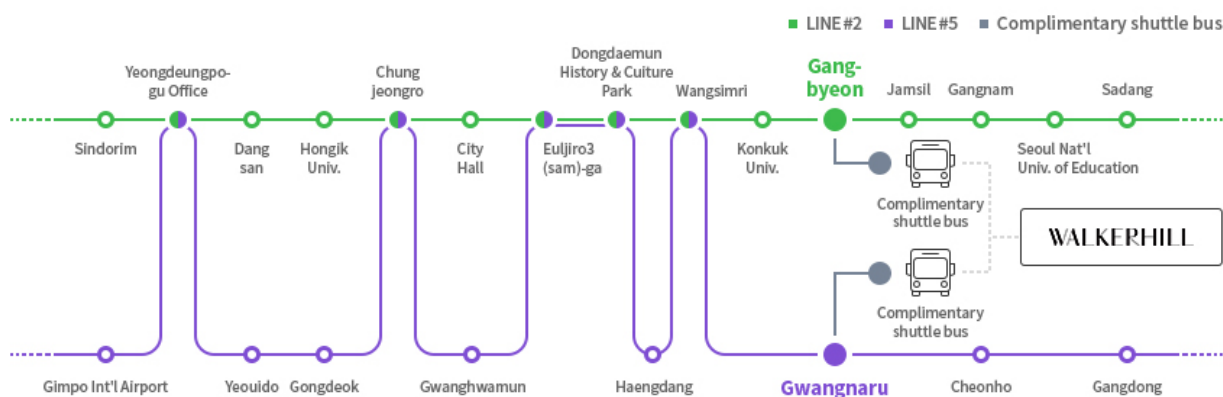 LINE#2
LINE#5
Complimentary shuttle bus
Yeongdeungpo-
gu Office
Chung
jeongro
Dongdaemun
History & Cuiture
Park
Wangsimri
Gang-
byeon
Jamsil
Gangnam
Sadang
Sindorim
Dang
san
Hongik
Univ.
City
Hall
Euljiro3
(sam)-ga
Konkuk
Univ.
Seoul Nat'l
Univ. of Education
Complimentary
shuttle bus
WALKERHILL
Complimentary
shuttle bus
Gimpo Int'l Airport
Yeouido
Gongdeok
Gwanghwamun
Haengdang
Gwangnaru
Cheonho
Gangdong